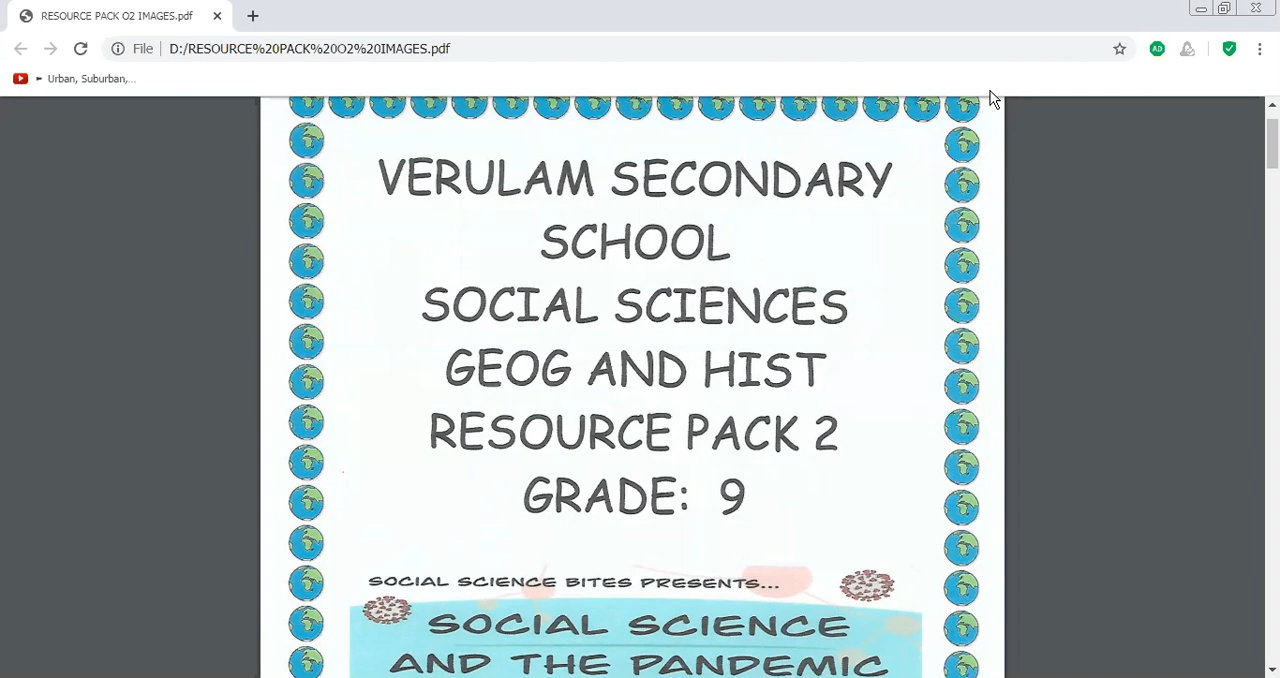 RESOURCE PACK O2 IMAGES.pdf
File D:/RESOURCE%20PACK%20O2%20IMAGES.pdf
AD
Urban, Suburban,...
VERULAM SECONDARY
SCHOOL
SOCIAL SCIENCES
GEOG AND HIST
RESOURCE PACK 2
GRADE: 9
SOCIAL SCIENCE BITES PRESENTS...
SOCIAL SCIENCE
AND THE PANDEMIC